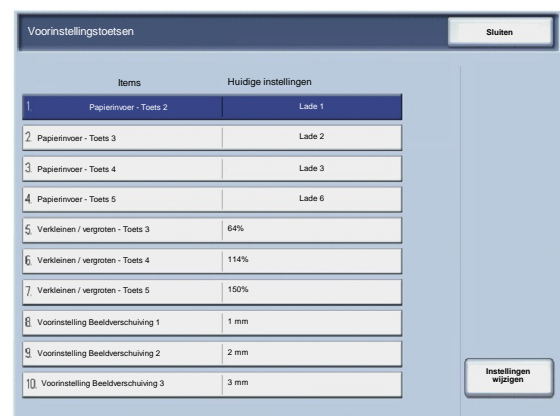 Voorinstellingstoetsen
Sluiten
Items Huidige instellingen
1. Papierinvoer - Toets 2 Lade 1
2. Papierinvoer - Toets 3 Lade 2
3. Papierinvoer - Toets 4 Lade 3
4. Papierinvoer - Toets 5 Lade 6
5. Verkleinen / vergroten - Toets 3 64%
6. Verkleinen / vergroten - Toets 4 114%
7. Verkleinen / vergroten - Toets 5 150%
8. Voorinstelling Beeldverschuiving 1 1 mm
9. Voorinstelling Beeldverschuiving 2 2 mm
10. Voorinstelling Beeldverschuiving 3 3 mm
Instellingen
wijzigen